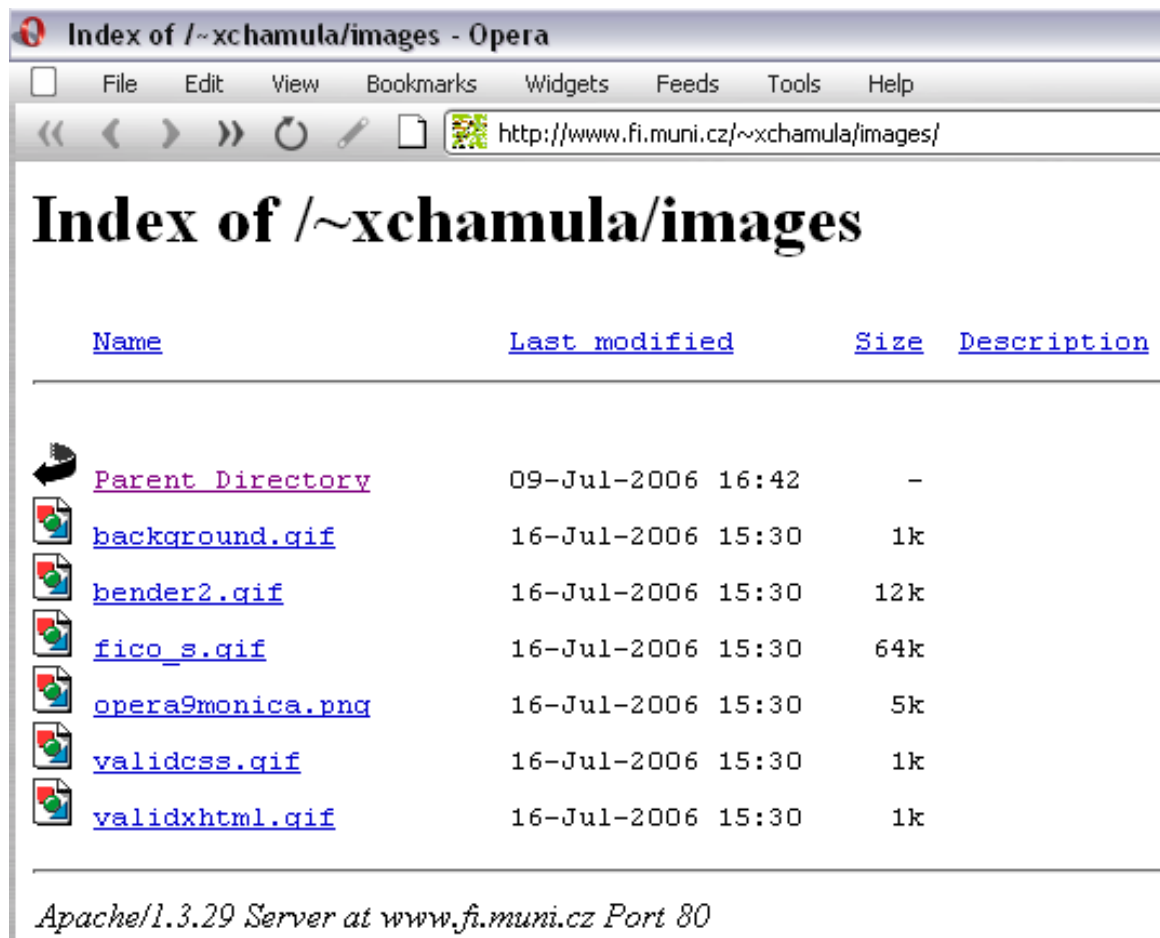 Index of /~xchamula/images - Opera
File Edit View Bookmarks Widgets Feeds Tools Help
http://www.fi.muni.cz/~xchamula/images/
Index of /~xchamula/images
Name Last modified Size Description
Parent Directory 09-Jul-2006 16:42 -
background.gif 16-Jul-2006 15:30 1k
bender2.gif 16-Jul-2006 15:30 12k
fico_s.gif 16-Jul-2006 15:30 64k
opera9monica.png 16-Jul-2006 15:30 5k
validcss.gif 16-Jul-2006 15:30 1k
validxhtml.gif 16-Jul-2006 15:30 1k
Apache/1.3.29 Server at www.fi.muni.cz Port 80